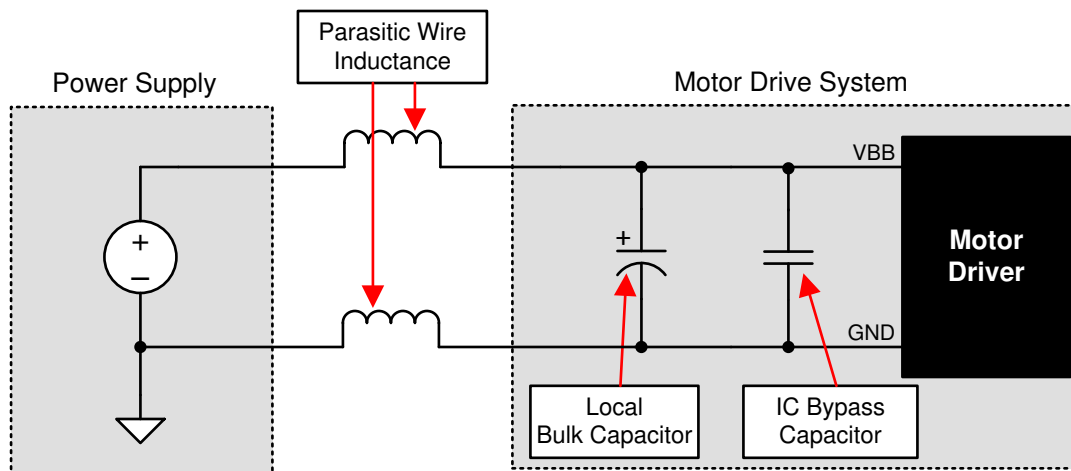 Parasitic Wire
Inductance
Power Supply
Motor Drive System
VBB
+
–
+
Motor
Driver
GND
Local
Bulk Capacitor
IC Bypass
Capacitor